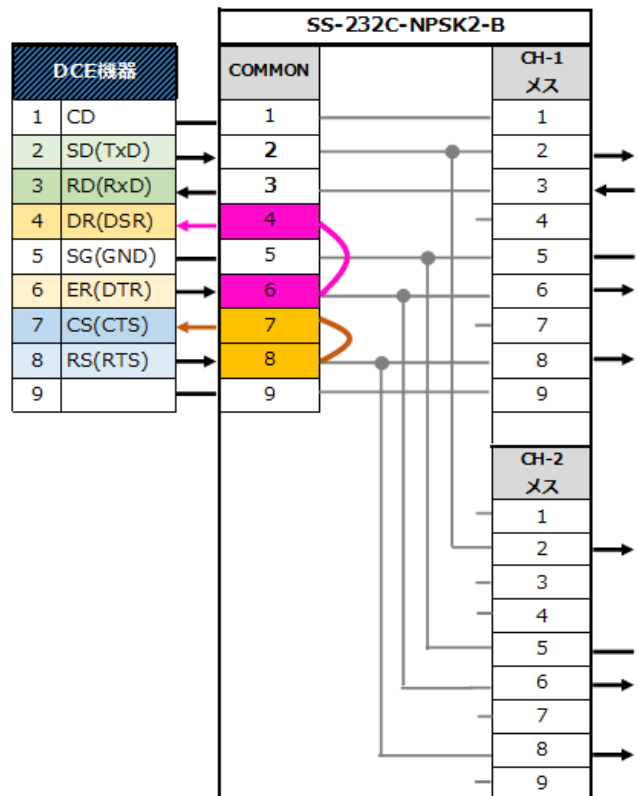 SS-232C-NPSK2-B
DCE機器
COMMON
CH-1
メス
1 CD 1 1
2 SD(TxD) 2 2
3 RD(RxD) 3 3
4 DR(DSR) 4 4
5 SG(GND) 5 5
6 ER(DTR) 6 6
7 CS(CTS) 7 7
8 RS(RTS) 8 8
9 9 9
CH-2
メス
1
2
3
4
5
6
7
8
9